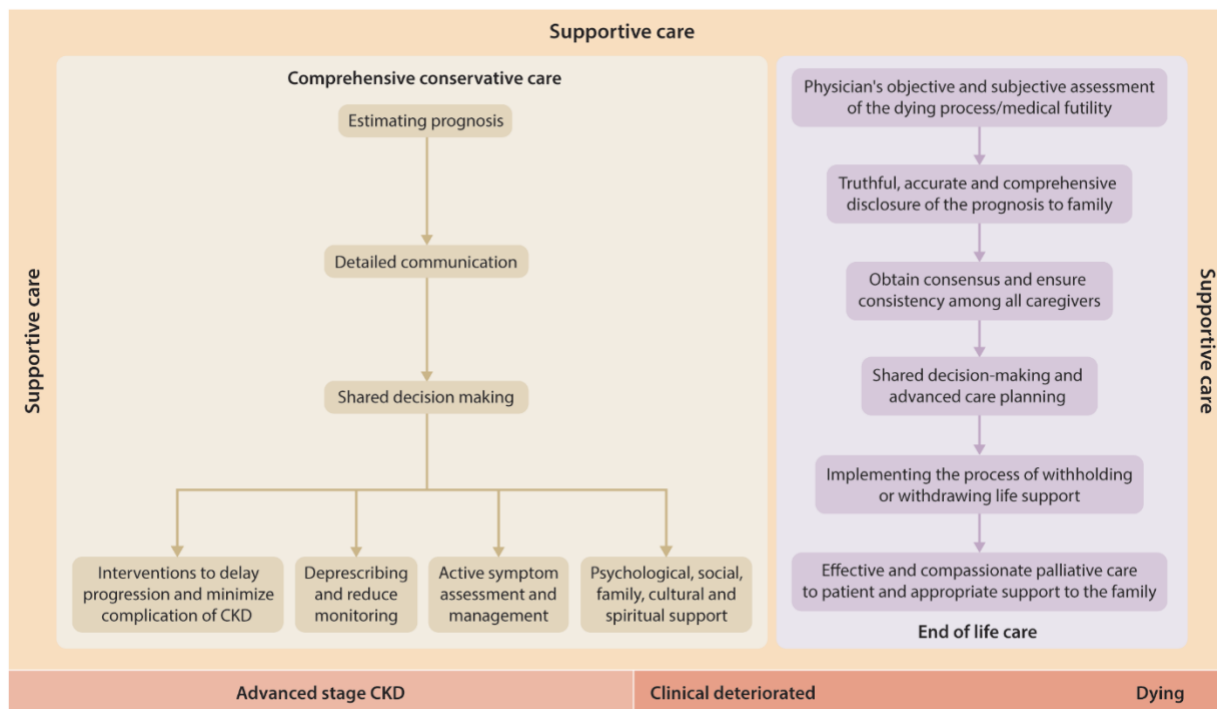 Supportive care
Supportive care
Comprehensive conservative care
Estimating prognosis
Detailed communication
Shared decision making
Interventions to delay
progression and minimize
complication of CKD
Deprescribing
and reduce
monitoring
Active symptom
assessment and
management
Psychological, social,
family, cultural and
spiritual support
Physician's objective and subjective assessment
of the dying process/medical futility
Truthful, accurate and comprehensive
disclosure of the prognosis to family
Obtain consensus and ensure
consistency among all caregivers
Shared decision-making and
advanced care planning
Implementing the process of withholding
or withdrawing life support
Effective and compassionate palliative care
to patient and appropriate support to the family
End of life care
Supportive care
Advanced stage CKD
Clinical deteriorated
Dying